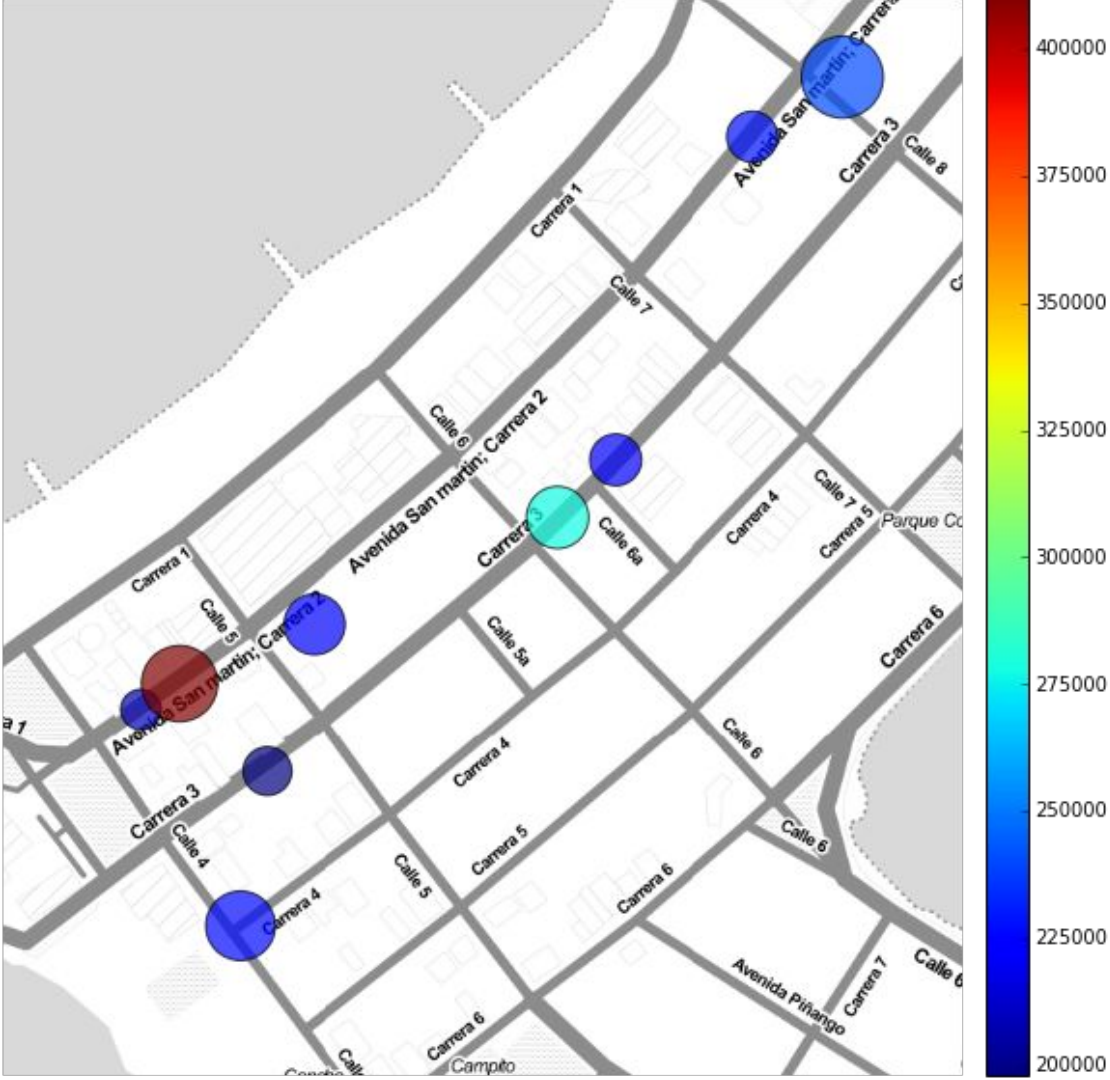 Avenida San martin; Carrera
400000
Carrera 3
Calle 8
375000
Carrera 1
Calle 7
350000
Calle 6
Avenida San martin; Carrera 2
325000
Calle 7
Carrera 4
Carrera 5
Parque Co
Carrera 3
Calle 6a
300000
Carrera 1
Calle 5
Avenida San martin; Carrera 2
Calle 5a
Carrera 6
275000
a 1
Calle 6
Carrera 4
Carrera 3
Calle 4
Carrera 5
Calle 5
Calle 6
250000
Carrera 4
Carrera 6
225000
Avenida Piñango
Carrera 7
Calle 6
Carrera 6
Campito
200000